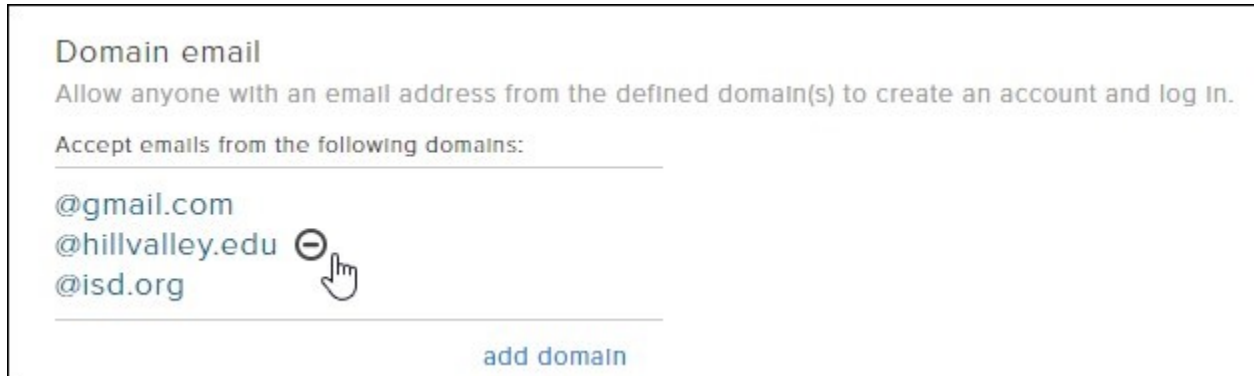 Domain email
Allow anyone with an email address from the defined domain(s) to create an account and log in.
Accept emails from the following domains:
@gmail.com
@hillvalley.edu
@isd.org
add domain